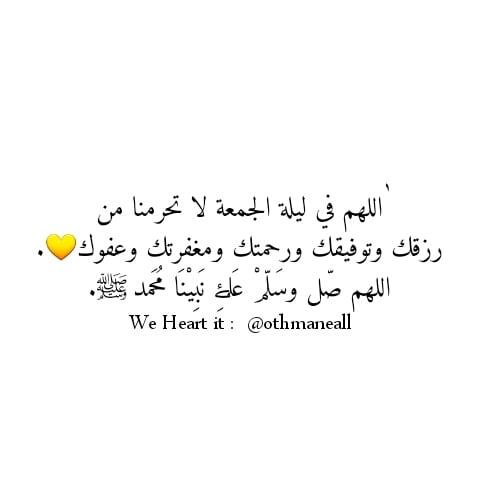 ٰاللهم في ليلة الجمعة لا تحرمنا من
رزقك وتوفيقك ورحمتك ومغفرتك وعفوك💛.
اللهم صّل وسَلّمْ عَلۓِ نَبِيْنَا مُحَمد ﷺ.
We Heart it : @othmaneall